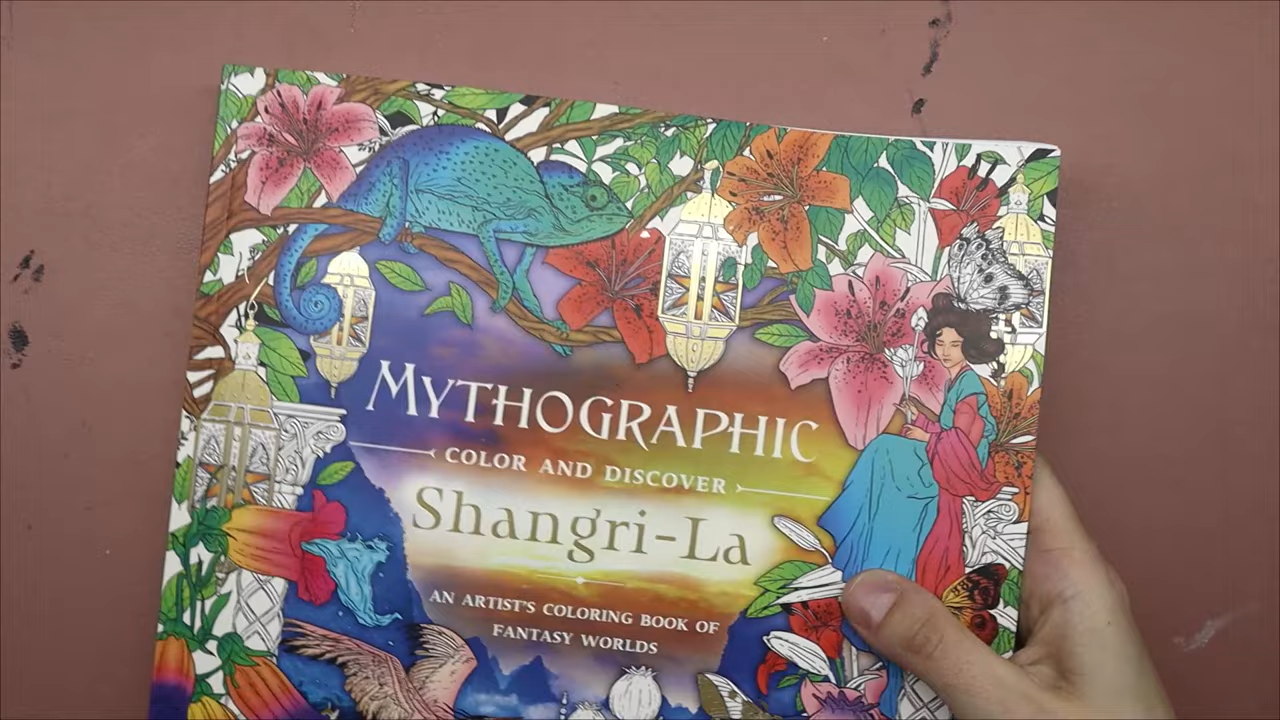 MYTHOGRAPHIC
COLOR AND DISCOVER
Shangri-La
AN ARTIST'S COLORING BOOK OF
FANTASY WORLDS